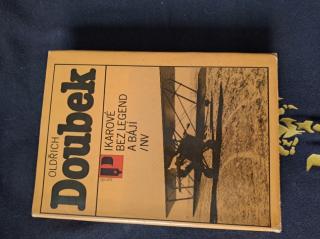 OLDŘICH
Doubek
IKAROVÉ
BEZ LEGEND
A BÁJÍ
/NV